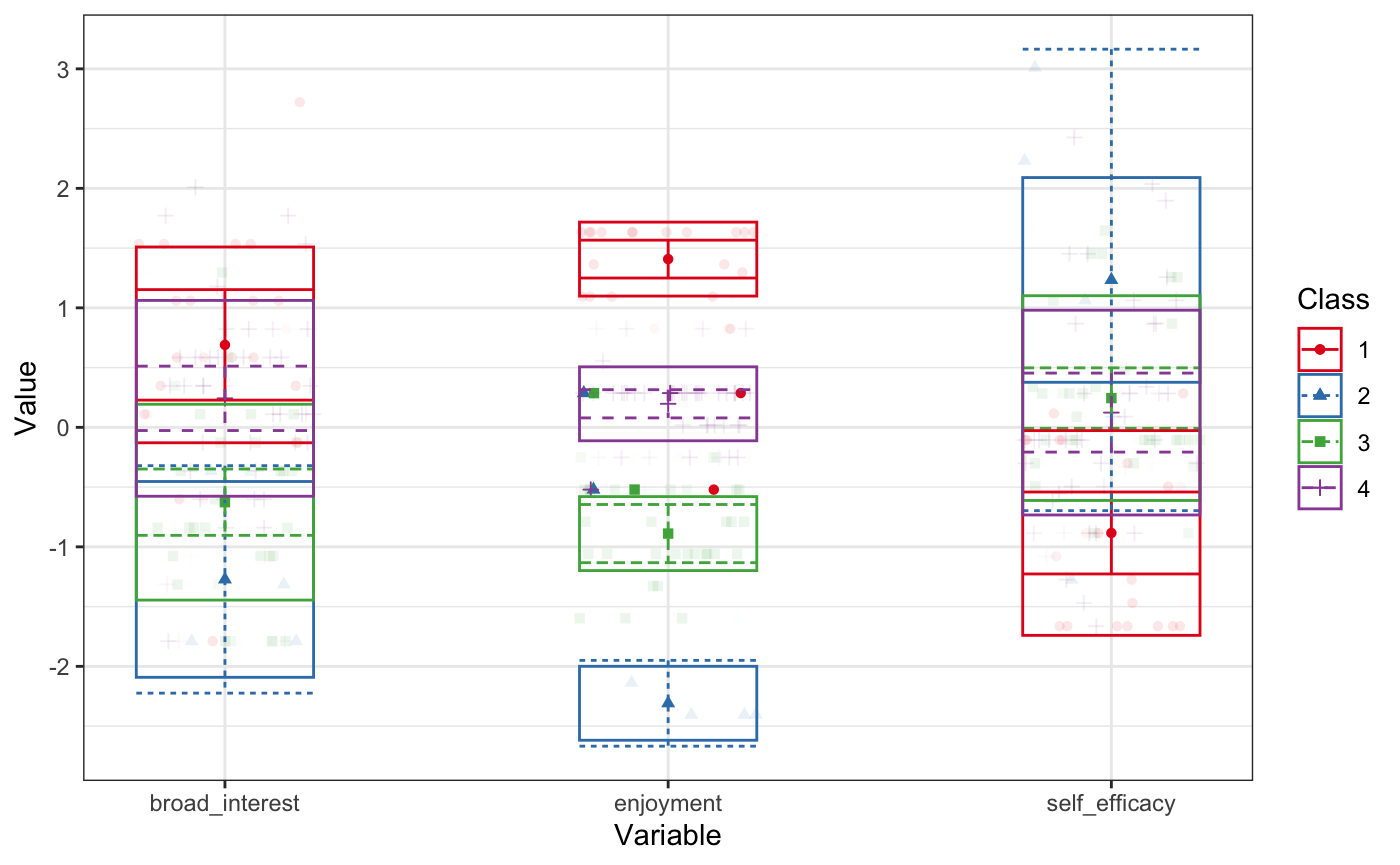 3
2
1
0
-1
-2
Value
broad_interest
enjoyment
self_efficacy
Variable
Class
1
2
3
4